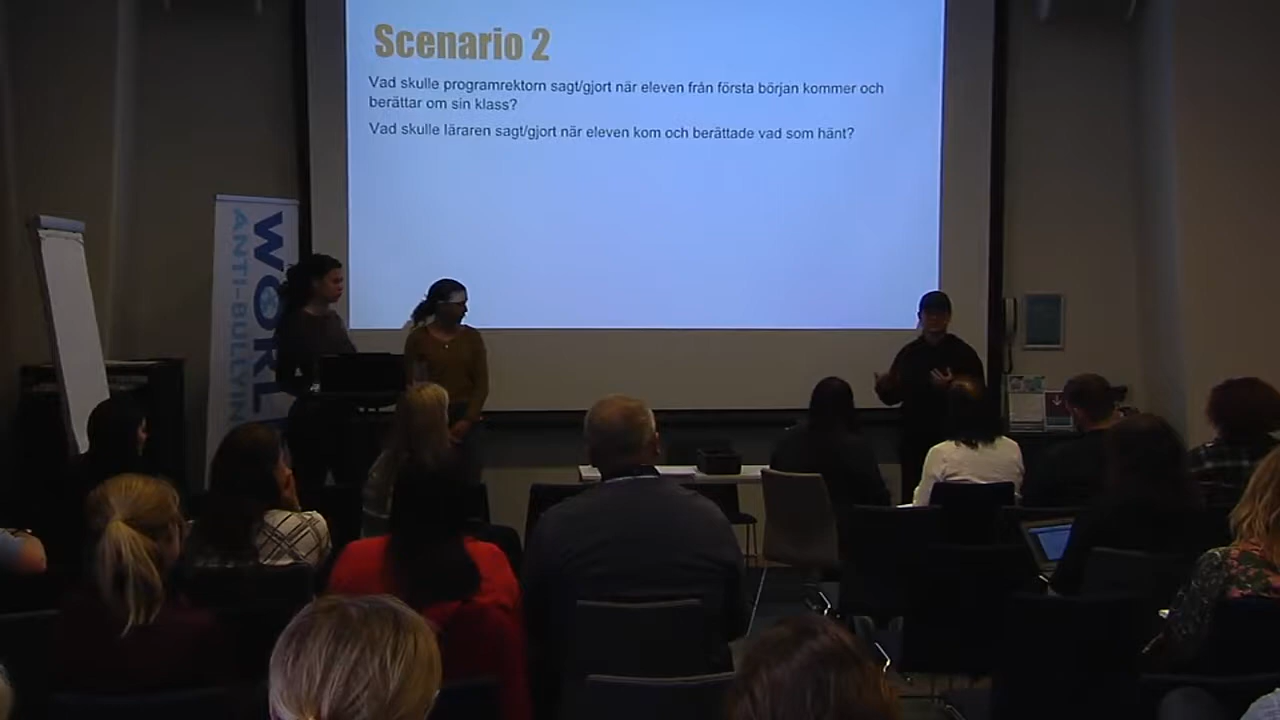 Scenario 2
Vad skulle programrektorn sagt/gjort när eleven från första början kommer och
berättar om sin klass?
Vad skulle läraren sagt/gjort när eleven kom och berättade vad som hänt?
WORL
ANTI-BULLYIN